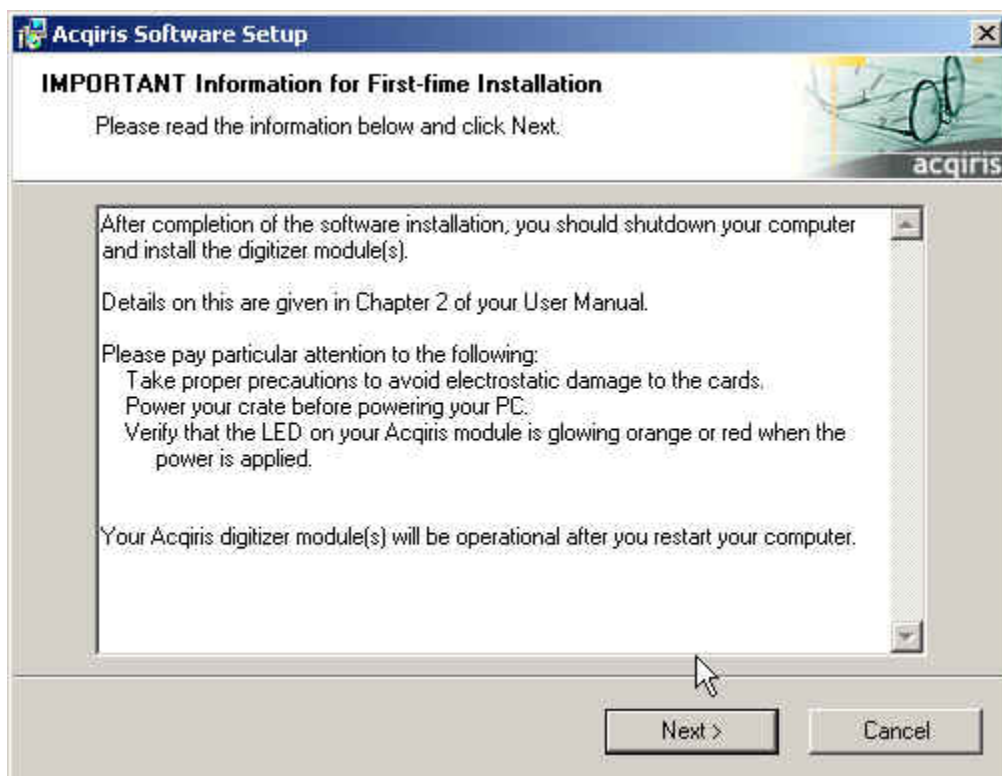 Acqiris Software Setup
IMPORTANT Information for First-fime Installation
Please read the information below and click Next.
acqiris
After completion of the software installation, you should shutdown your computer
and install the digitizer module(s).
Details on this are given in Chapter 2 of your User Manual.
Please pay particular attention to the following:
Take proper precautions to avoid electrostatic damage to the cards.
Power your crate before powering your PC.
Verify that the LED on your Acqiris module is glowing orange or red when the
power is applied.
Your Acqiris digitizer module(s) will be operational after you restart your computer.
Next >
Cancel